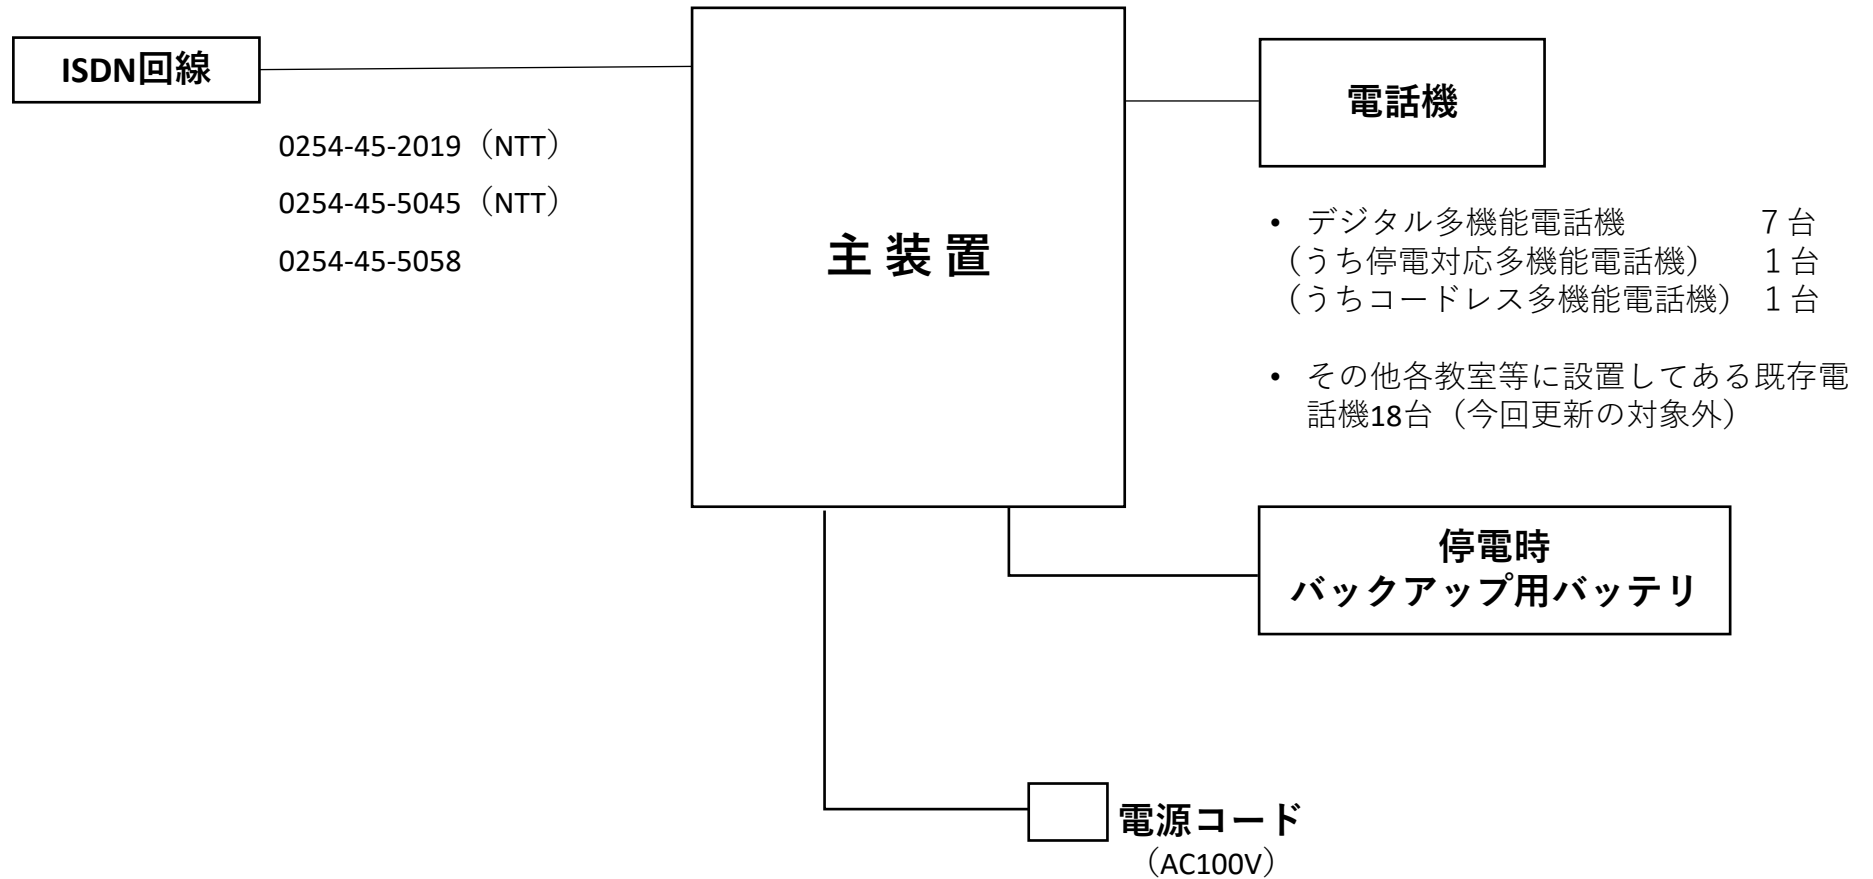 ISDN回線
0254-45-2019（NTT）
0254-45-5045（NTT）
0254-45-5058
主 装 置
電話機
• デジタル多機能電話機　７台
（うち停電対応多機能電話機）　１台
（うちコードレス多機能電話機）　１台
• その他各教室等に設置してある既存電
話機18台（今回更新の対象外）
停電時
バックアップ用バッテリ
電源コード
（AC100V）